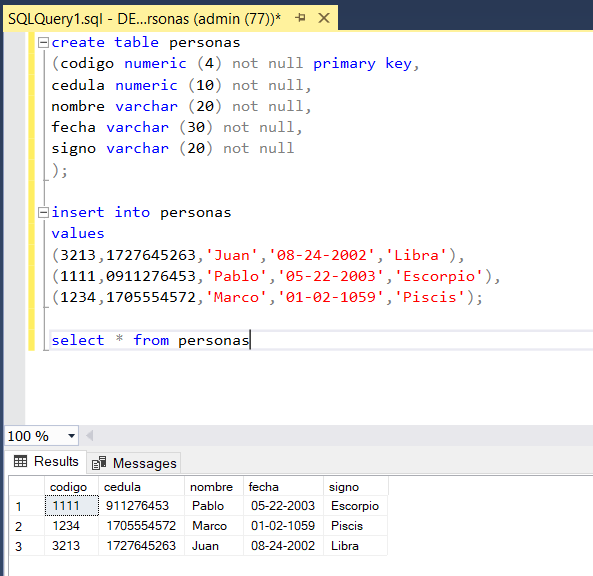 SQLQuery1.sql - DE...rsonas (admin (77))*
create table personas
(codigo numeric (4) not null primary key,
cedula numeric (10) not null,
nombre varchar (20) not null,
fecha varchar (30) not null,
signo varchar (20) not null
);
insert into personas
values
(3213,1727645263,'Juan','08-24-2002','Libra'),
(1111,0911276453,'Pablo','05-22-2003','Escorpio'),
(1234,1705554572,'Marco','01-02-1059','Piscis');
select * from personas
100 %
Results Messages
codigo cedula nombre fecha signo
1 1111 911276453 Pablo 05-22-2003 Escorpio
2 1234 1705554572 Marco 01-02-1059 Piscis
3 3213 1727645263 Juan 08-24-2002 Libra